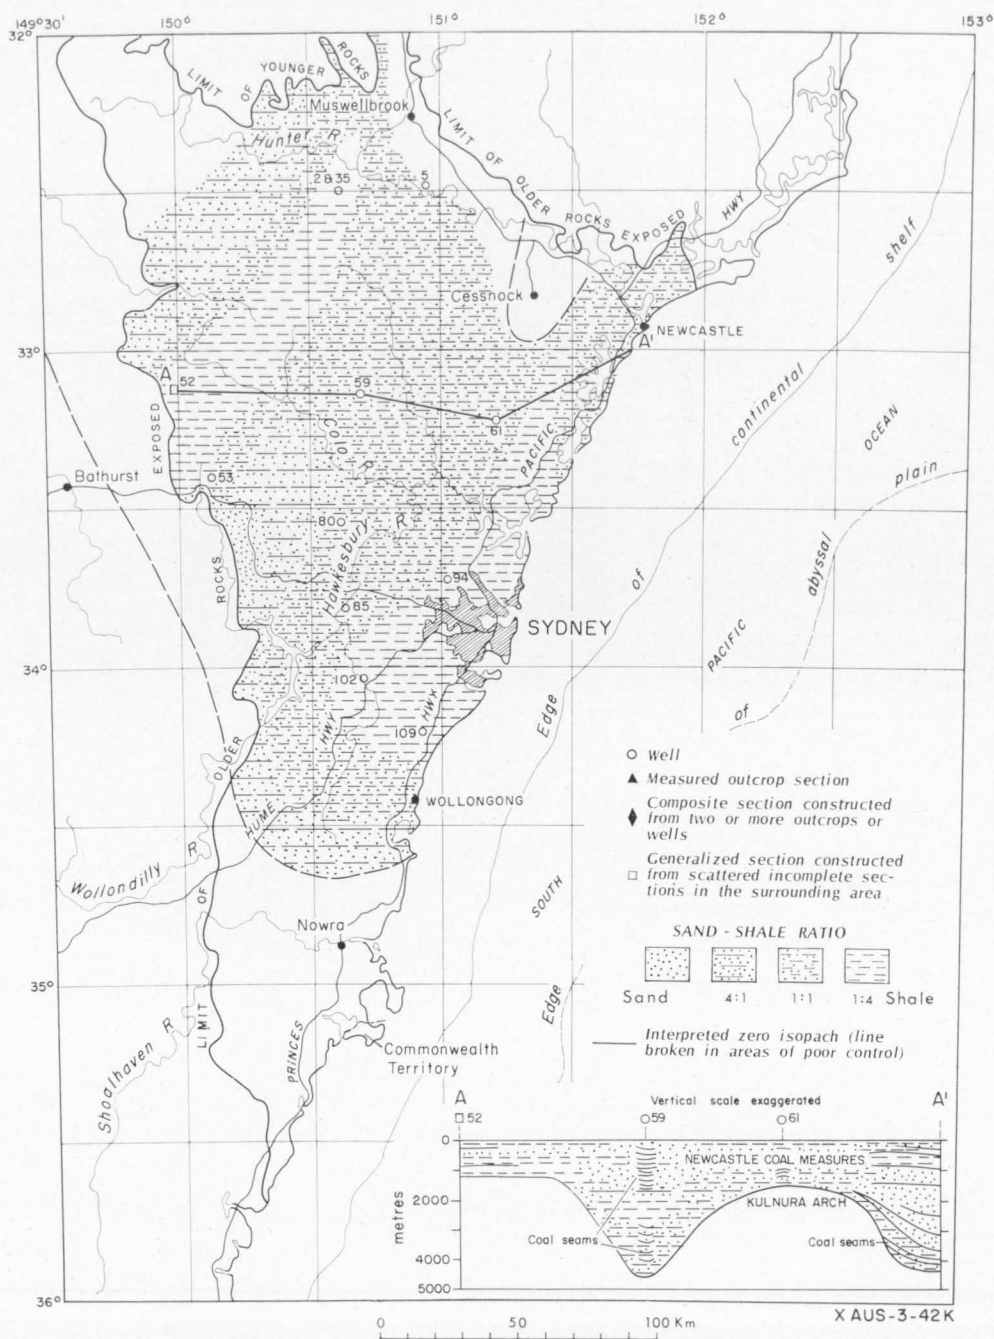 149°30'
150°
151°
152°
153°
32°
LIMIT OF YOUNGER ROCKS
Muswellbrook
Hunter R
LIMIT OF OLDER ROCKS EXPOSED
HWY
2&35
5
shelf
Cessnock
NEWCASTLE
A'
33°
A
52
59
61
Colo R
PACIFIC
continental
OCEAN
EXPOSED
Bathurst
53
plain
80
Hawkesbury R
ROCKS
94
of
abyssal
85
SYDNEY
PACIFIC
34°
102
HWY
HWY
109
Edge
of
OLDER
WOLLONGONG
HUME
Wollondilly R
OF
SOUTH
Nowra
35°
Edge
LIMIT
Shoalhaven R
PRINCES
Commonwealth
Territory
36°
Well
Measured outcrop section
Composite section constructed
from two or more outcrops or
wells
Generalized section constructed
from scattered incomplete sec-
tions in the surrounding area
SAND - SHALE RATIO
Sand 4:1 1:1 1:4 Shale
Interpreted zero isopach (line
broken in areas of poor control)
A
Vertical scale exaggerated
A'
52
59
61
0
2000
4000
5000
metres
NEWCASTLE COAL MEASURES
KULNURA ARCH
Coal seams
Coal seams
X AUS-3-42K
0 50 100 Km